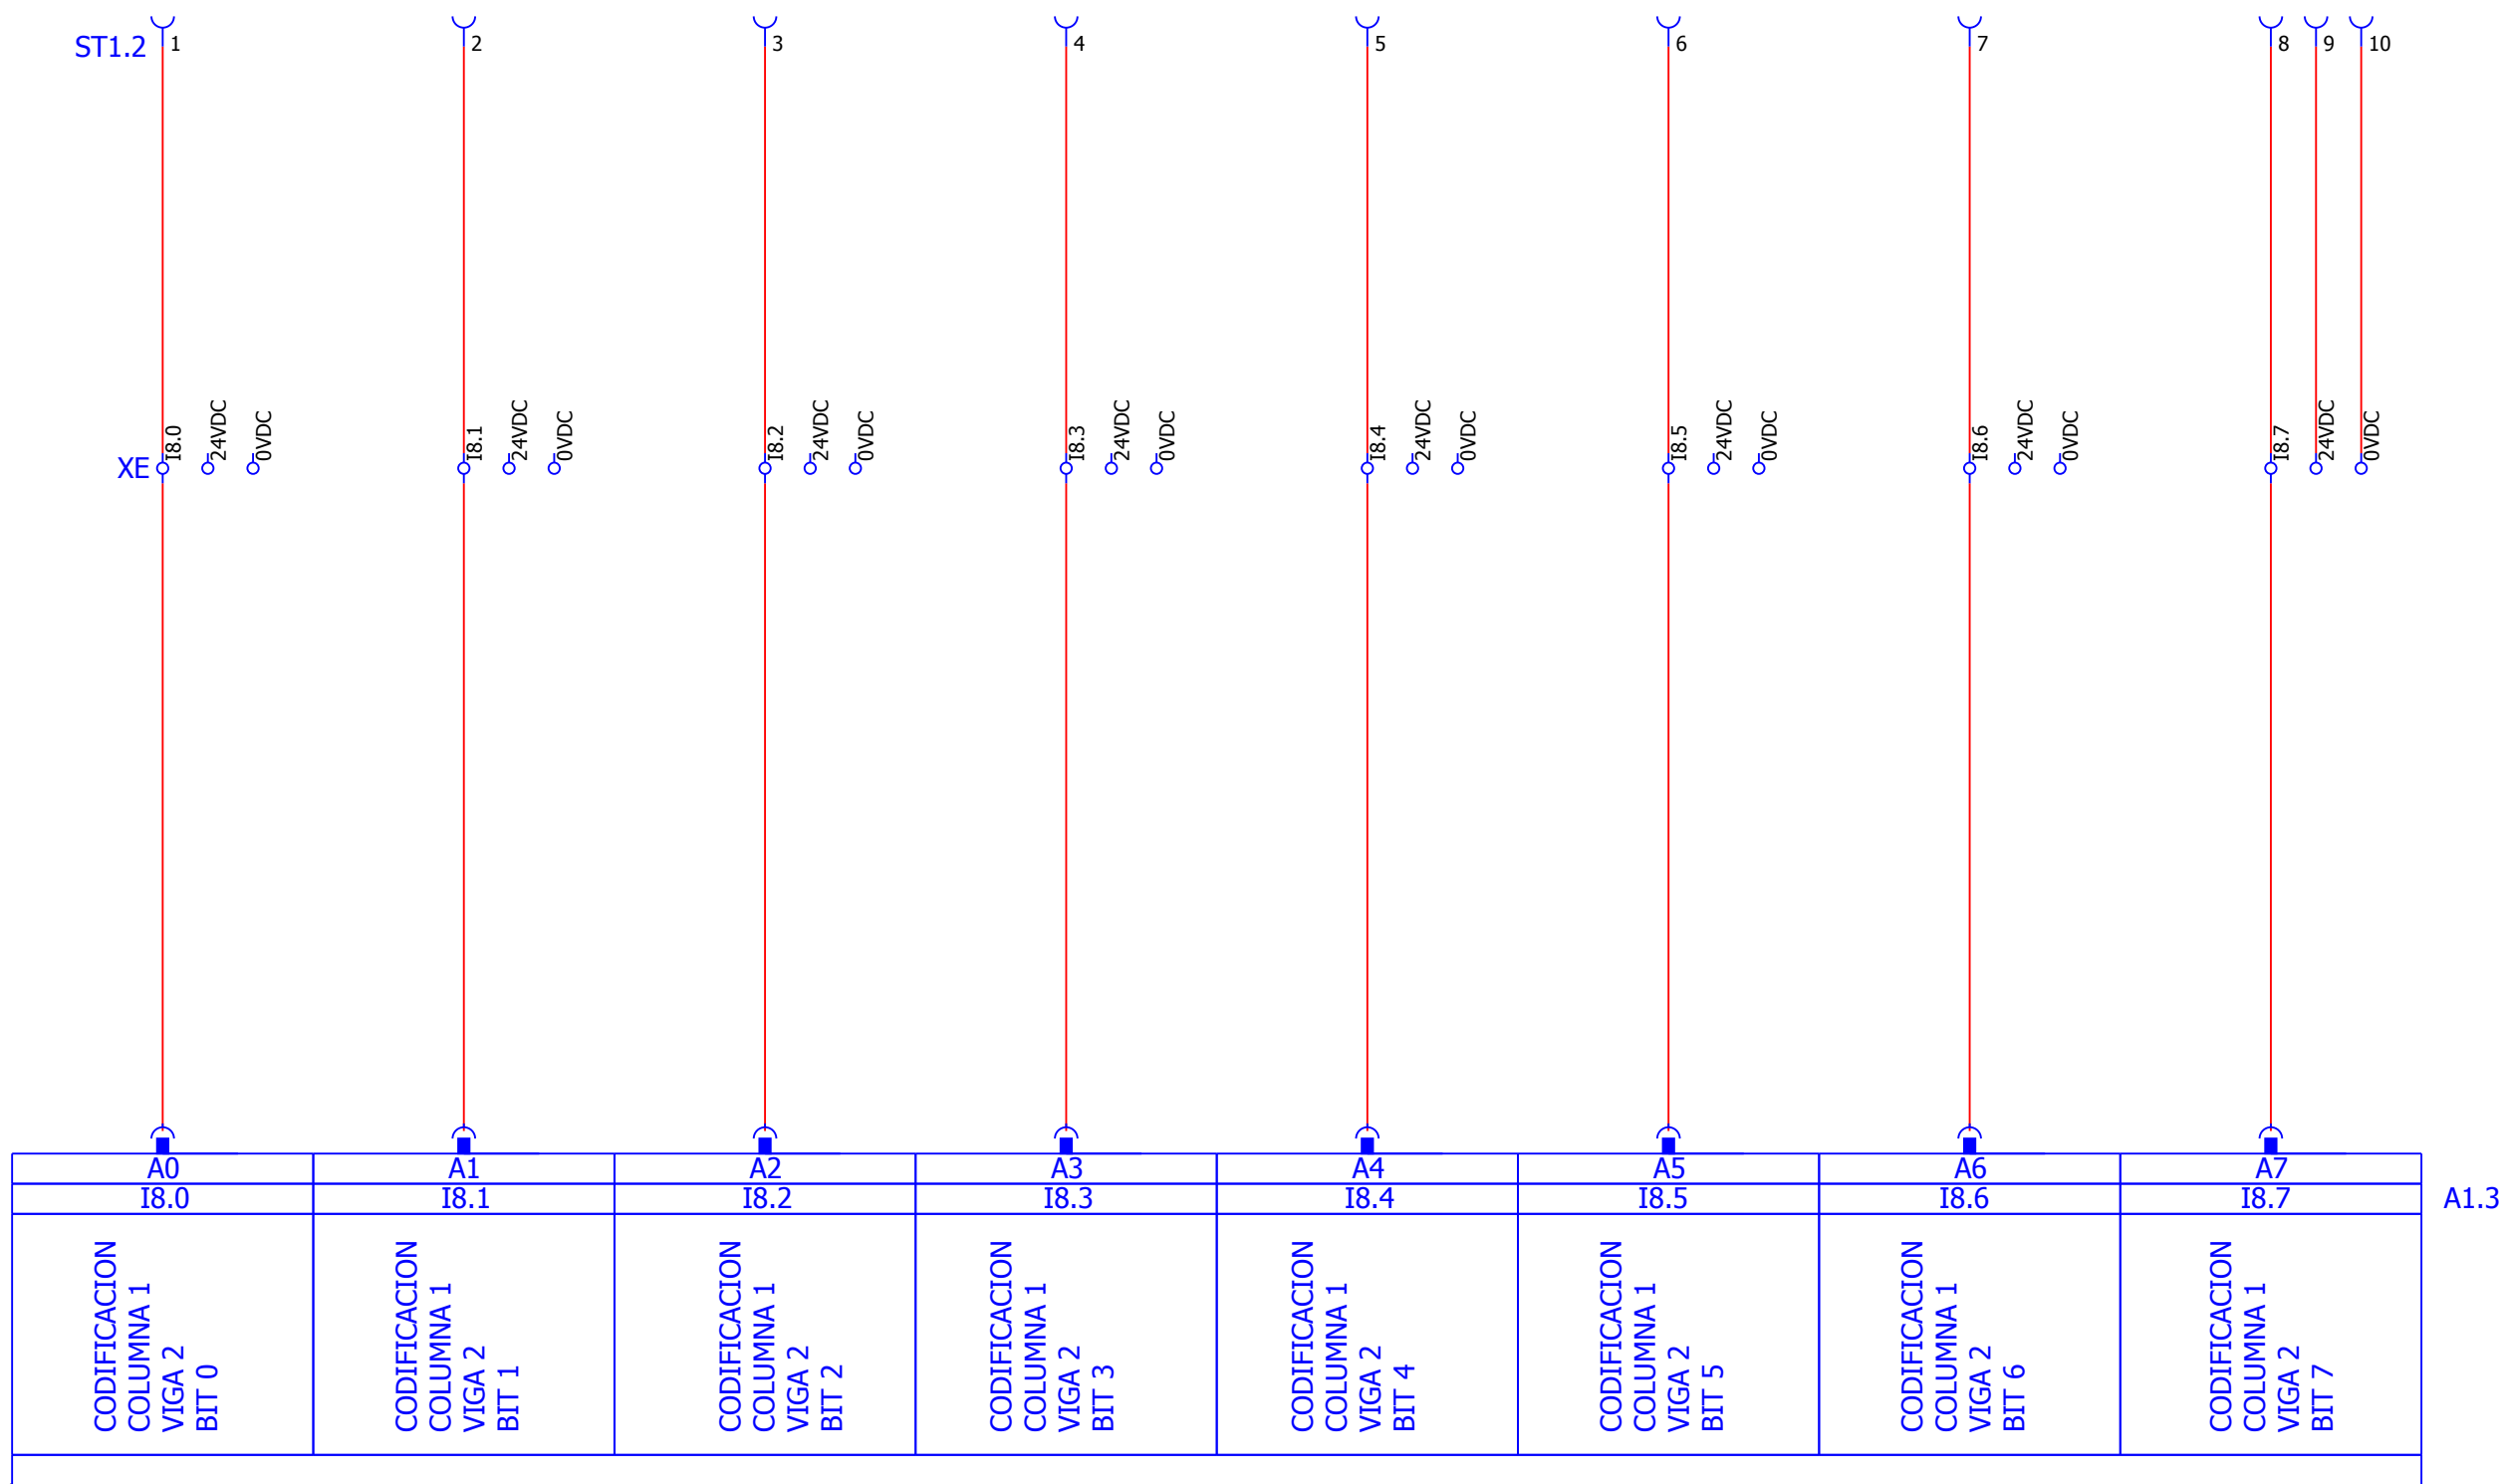 ST1.2 1 2 3 4 5 6 7 8 9 10
XE I8.0 24VDC 0VDC I8.1 24VDC 0VDC I8.2 24VDC 0VDC I8.3 24VDC 0VDC I8.4 24VDC 0VDC I8.5 24VDC 0VDC I8.6 24VDC 0VDC I8.7 24VDC 0VDC
A0 A1 A2 A3 A4 A5 A6 A7
I8.0 I8.1 I8.2 I8.3 I8.4 I8.5 I8.6 I8.7 A1.3
CODIFICACION
COLUMNA 1
VIGA 2
BIT 0
CODIFICACION
COLUMNA 1
VIGA 2
BIT 1
CODIFICACION
COLUMNA 1
VIGA 2
BIT 2
CODIFICACION
COLUMNA 1
VIGA 2
BIT 3
CODIFICACION
COLUMNA 1
VIGA 2
BIT 4
CODIFICACION
COLUMNA 1
VIGA 2
BIT 5
CODIFICACION
COLUMNA 1
VIGA 2
BIT 6
CODIFICACION
COLUMNA 1
VIGA 2
BIT 7